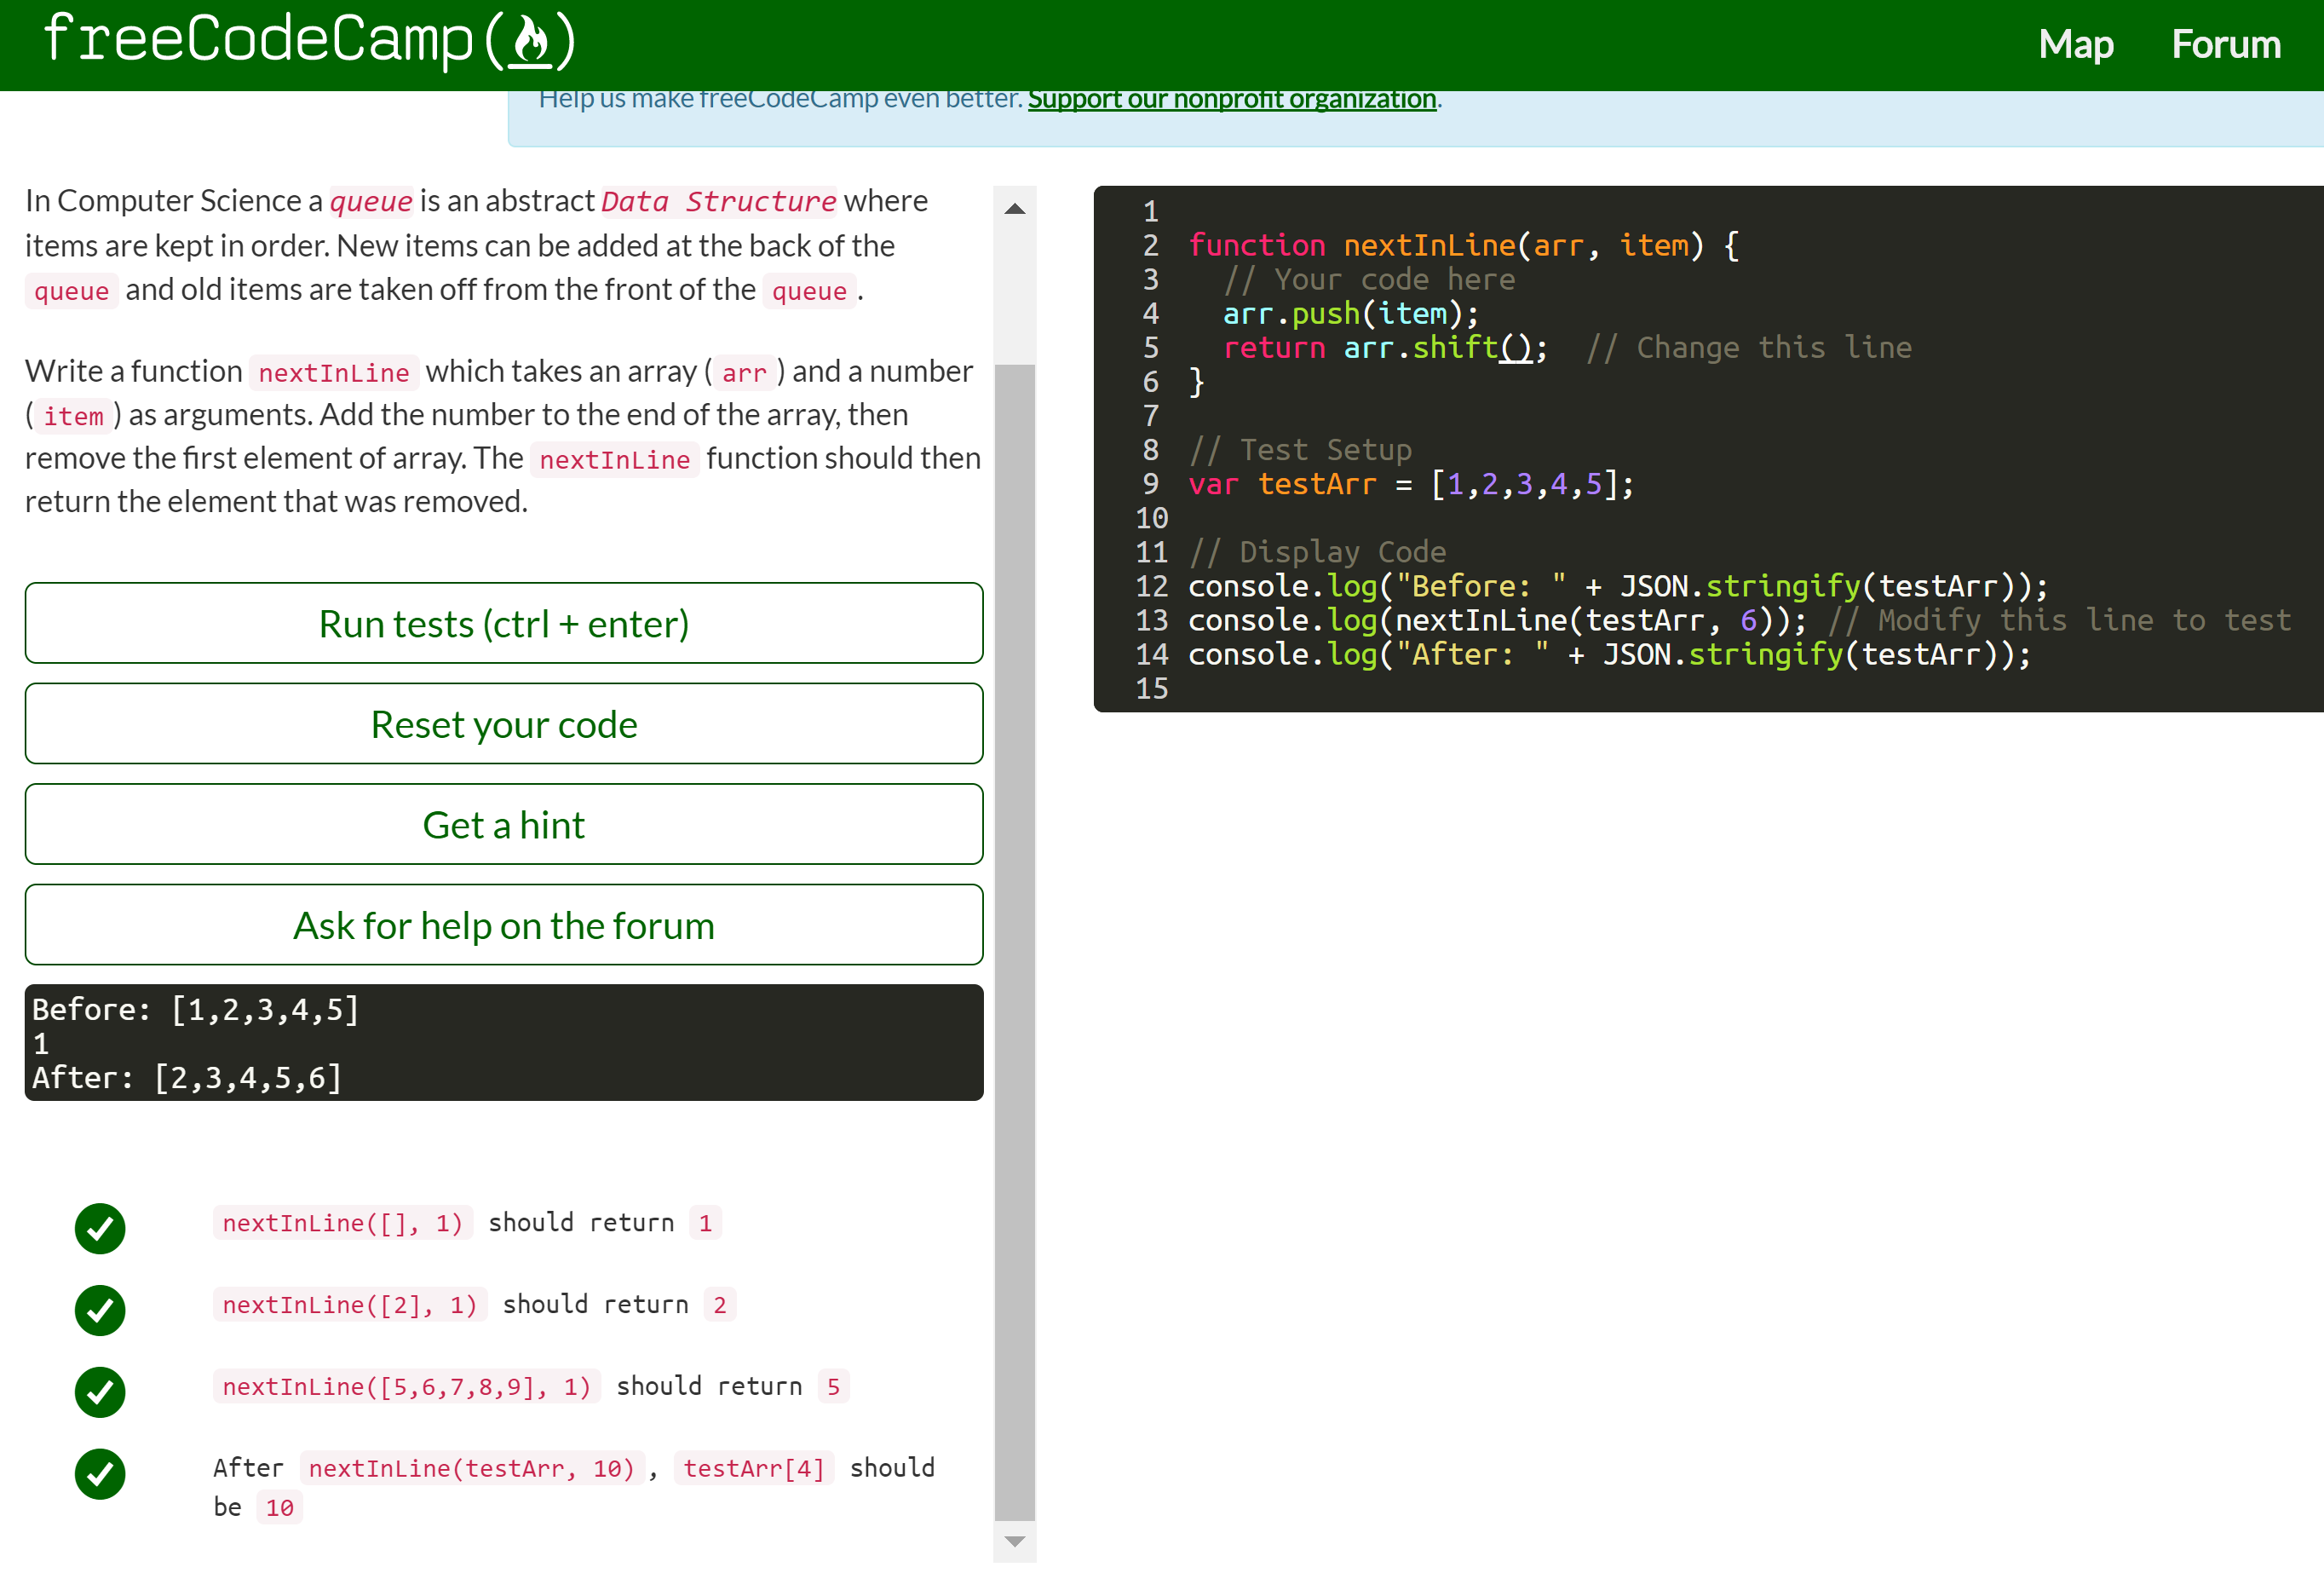 freeCodeCamp(🔥)
Map Forum
Help us make freeCodeCamp even better. Support our nonprofit organization.
In Computer Science a queue is an abstract Data Structure where
items are kept in order. New items can be added at the back of the
queue and old items are taken off from the front of the queue .
Write a function nextInLine which takes an array ( arr ) and a number
( item ) as arguments. Add the number to the end of the array, then
remove the first element of array. The nextInLine function should then
return the element that was removed.
Run tests (ctrl + enter)
Reset your code
Get a hint
Ask for help on the forum
Before: [1,2,3,4,5]
1
After: [2,3,4,5,6]
nextInLine([], 1) should return 1
nextInLine([2], 1) should return 2
nextInLine([5,6,7,8,9], 1) should return 5
After nextInLine(testArr, 10) , testArr[4] should
be 10
1
2 function nextInLine(arr, item) {
3 // Your code here
4 arr.push(item);
5 return arr.shift(); // Change this line
6 }
7
8 // Test Setup
9 var testArr = [1,2,3,4,5];
10
11 // Display Code
12 console.log("Before: " + JSON.stringify(testArr));
13 console.log(nextInLine(testArr, 6)); // Modify this line to test
14 console.log("After: " + JSON.stringify(testArr));
15